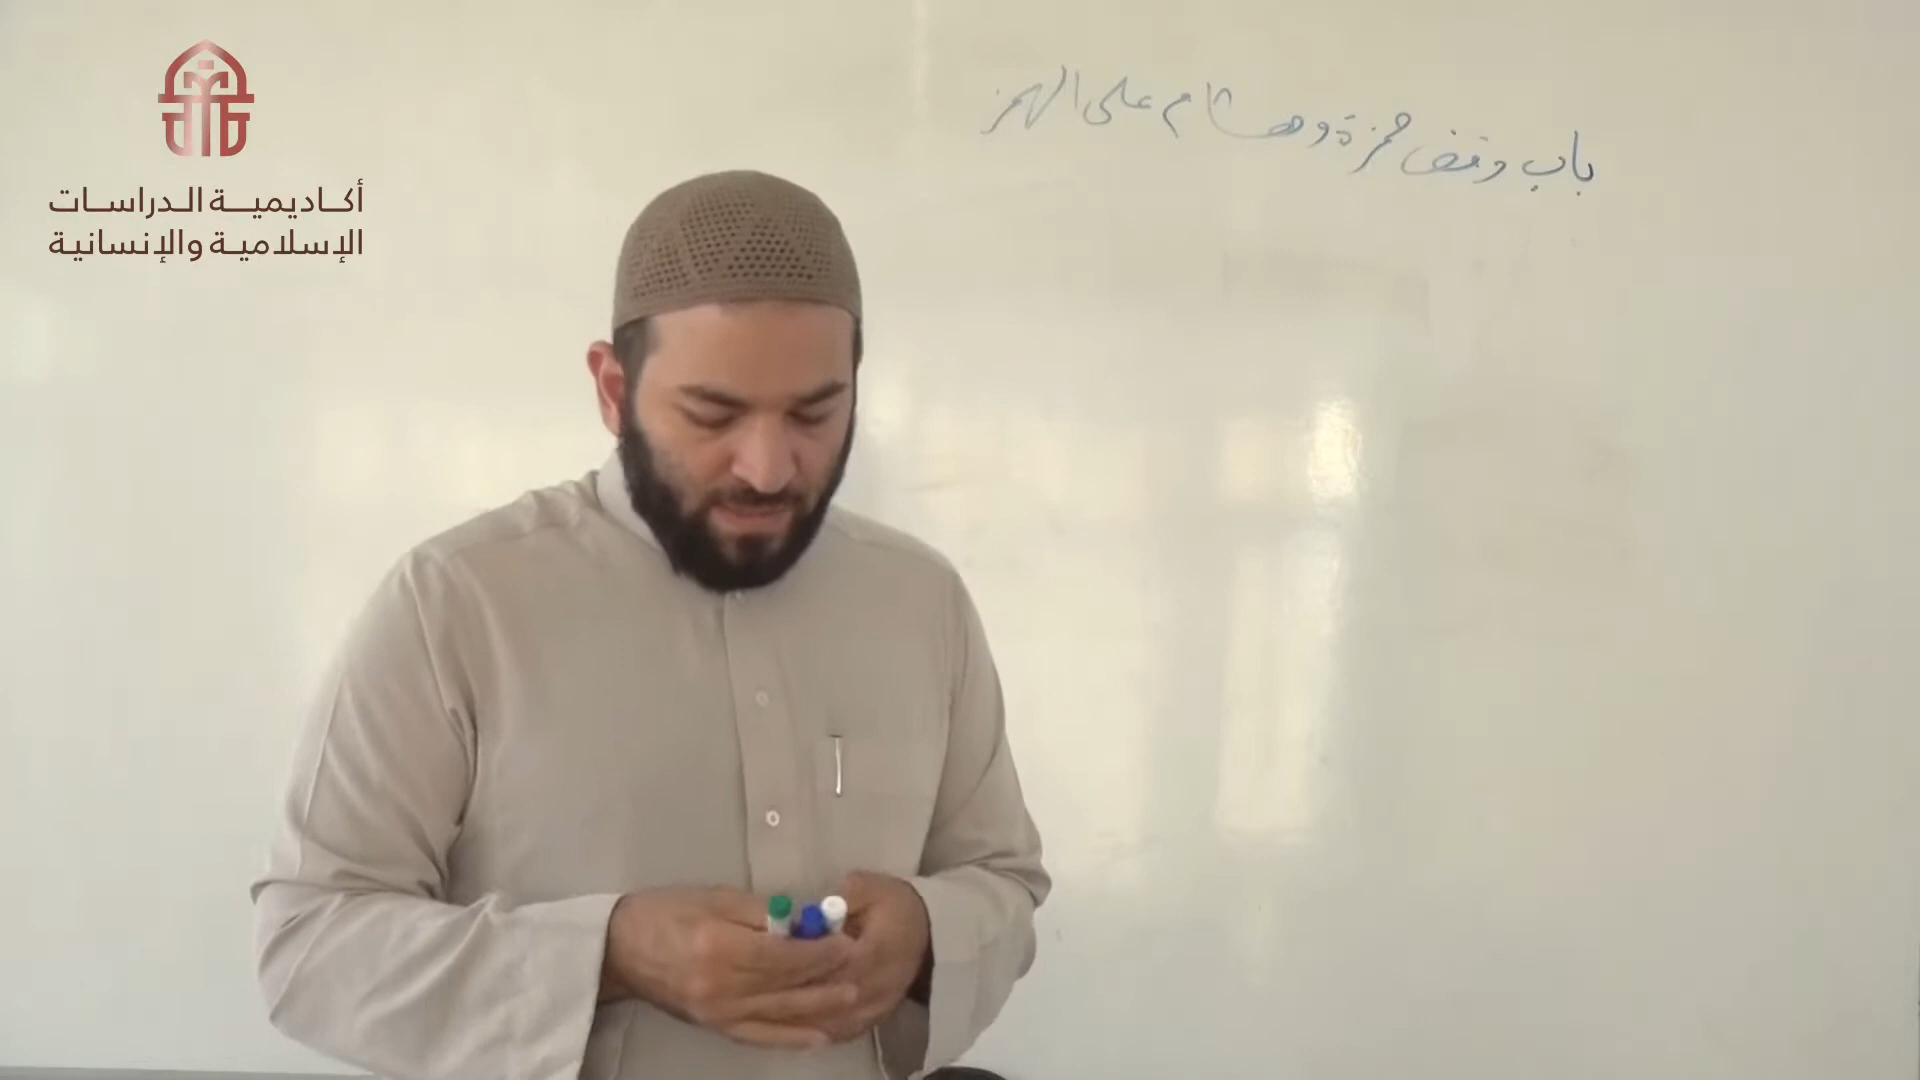 أكاديمية الدراسات
الإسلامية والإنسانية
باب وقف حمزة وهشام على الهمز